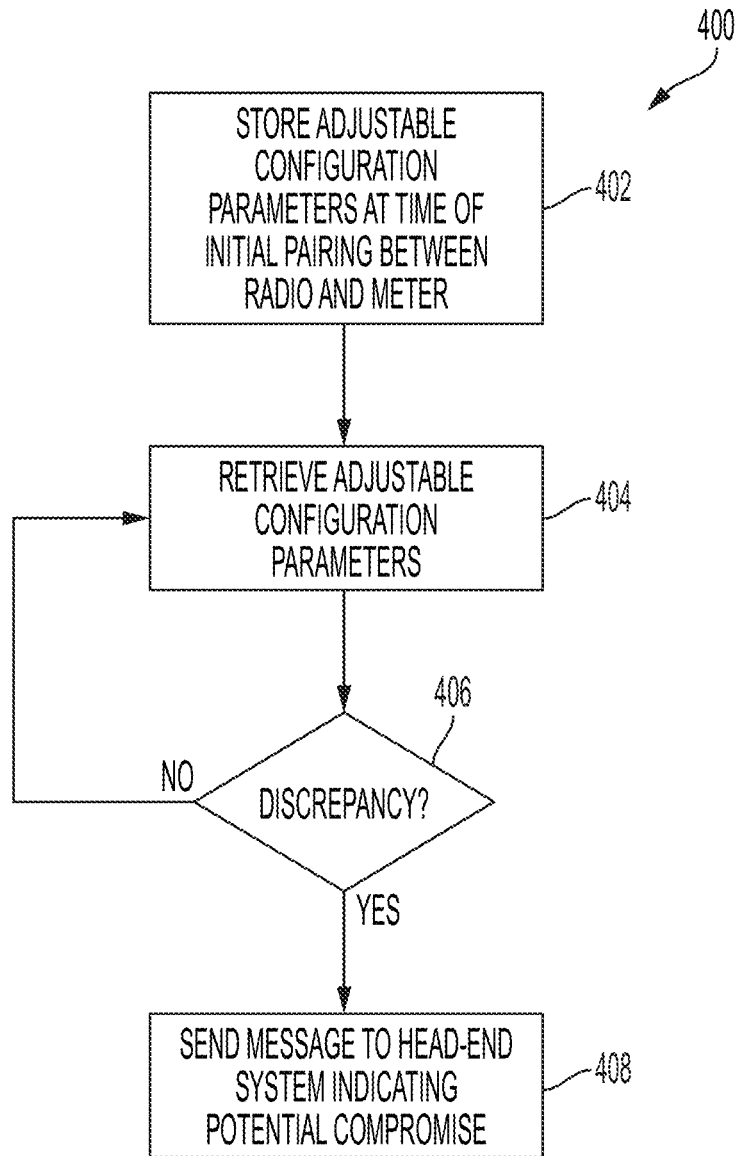 400
STORE ADJUSTABLE
CONFIGURATION
PARAMETERS AT TIME OF
INITIAL PAIRING BETWEEN
RADIO AND METER
402
RETRIEVE ADJUSTABLE
CONFIGURATION
PARAMETERS
404
406
NO
DISCREPANCY?
YES
SEND MESSAGE TO HEAD-END
SYSTEM INDICATING
POTENTIAL COMPROMISE
408